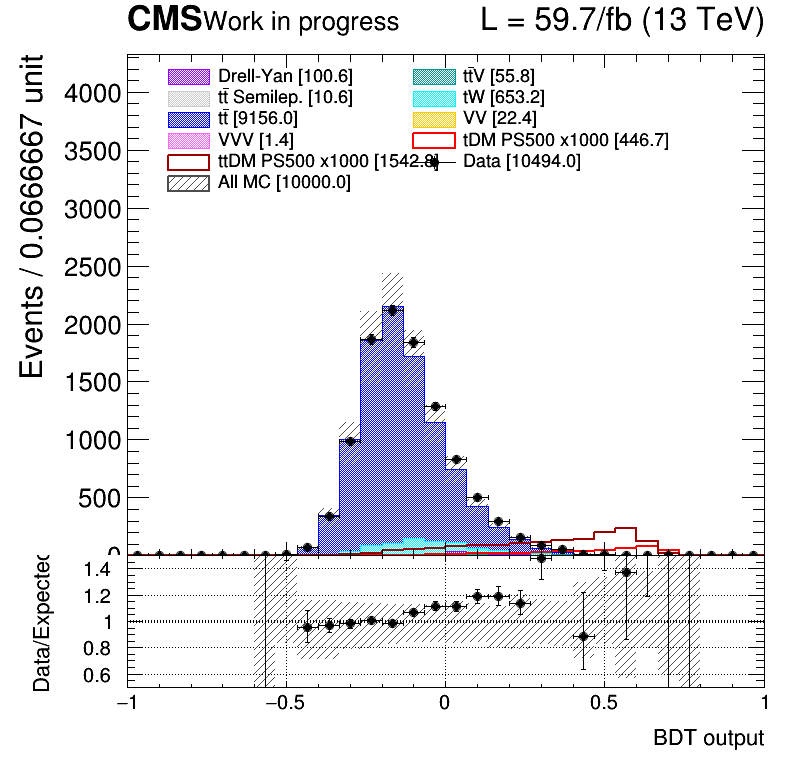 CMS Work in progress L = 59.7/fb (13 TeV)
Drell-Yan [100.6] tt̄V [55.8]
tt̄ Semilep. [10.6] tW [653.2]
tt̄ [9156.0] VV [22.4]
VVV [1.4] tDM PS500 x1000 [446.7]
ttDM PS500 x1000 [1542.8] Data [10494.0]
All MC [10000.0]
Events / 0.0666667 unit
4000
3500
3000
2500
2000
1500
1000
500
0
Data/Expected
1.4
1.2
1
0.8
0.6
−1 −0.5 0 0.5 1
BDT output